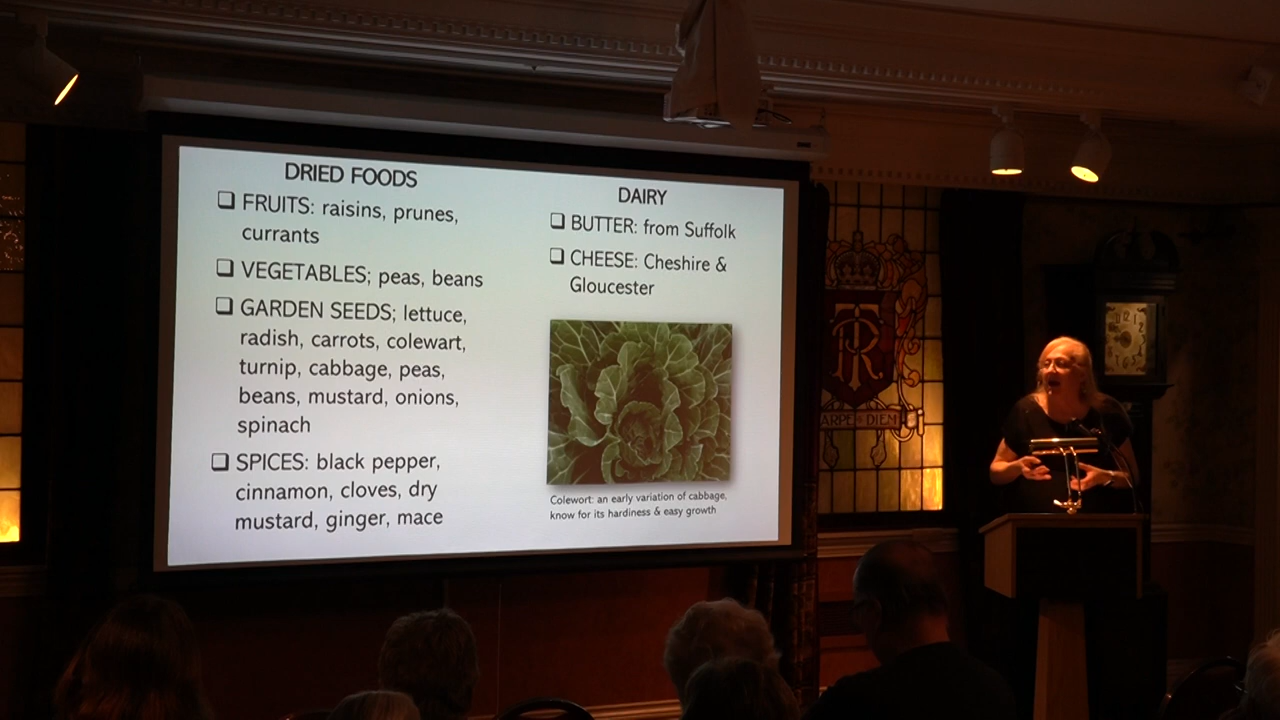 DRIED FOODS
FRUITS: raisins, prunes,
currants
VEGETABLES; peas, beans
GARDEN SEEDS; lettuce,
radish, carrots, colewart,
turnip, cabbage, peas,
beans, mustard, onions,
spinach
SPICES: black pepper,
cinnamon, cloves, dry
mustard, ginger, mace
DAIRY
BUTTER: from Suffolk
CHEESE: Cheshire &
Gloucester
Colewort: an early variation of cabbage,
know for its hardiness & easy growth
ARPE DIEM